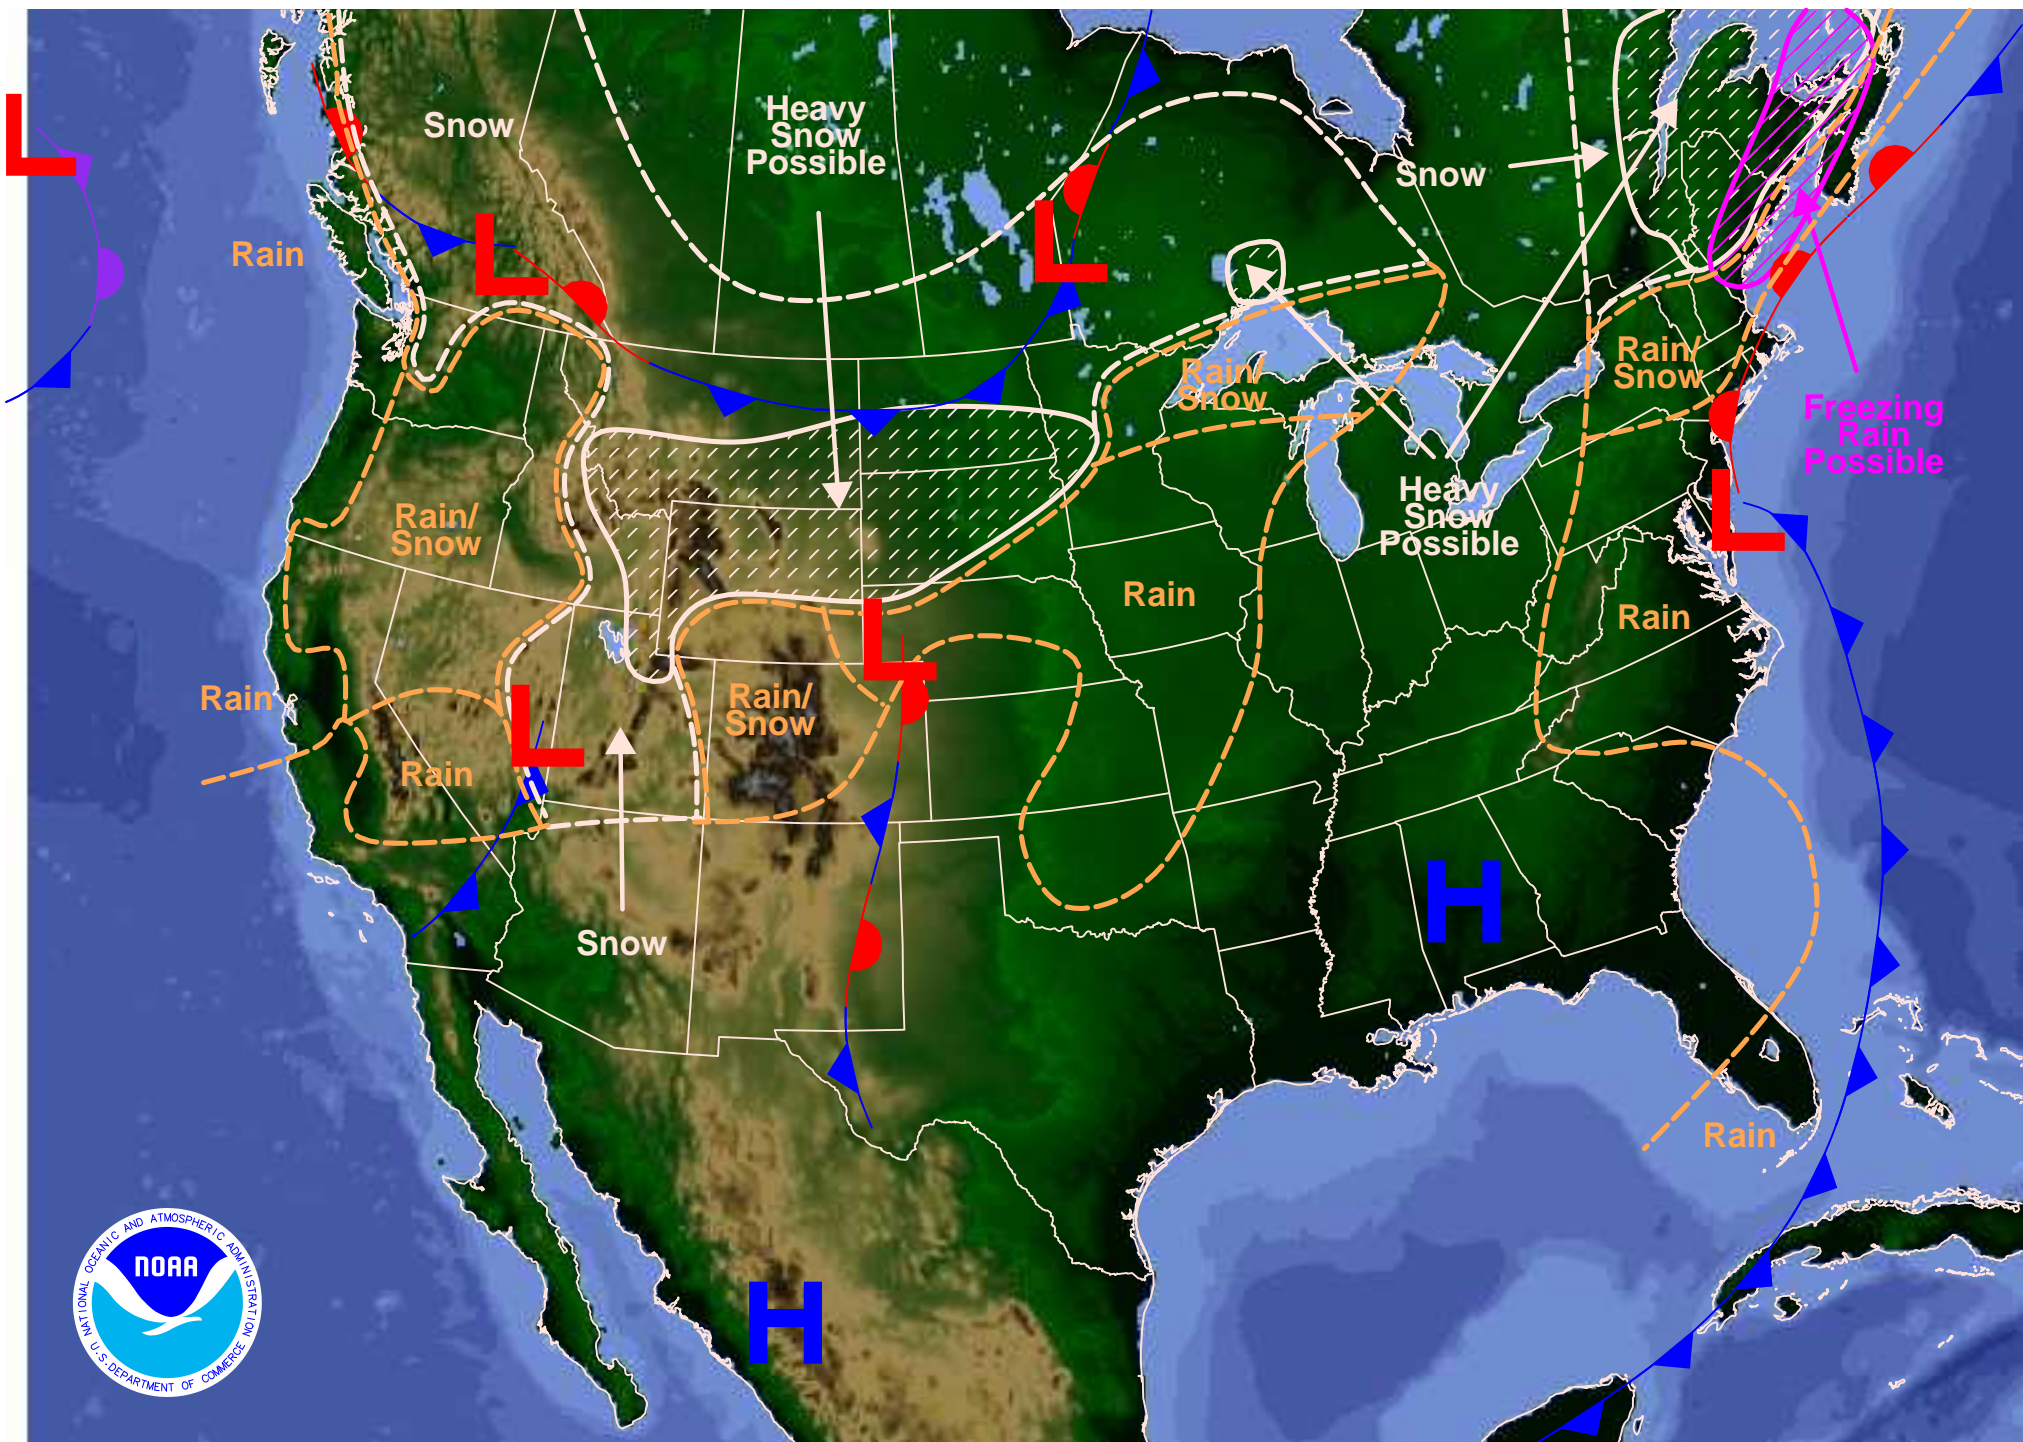 L
Snow
Heavy
Snow
Possible
Snow
L
L
Rain
Rain/
Snow
Rain/
Snow
Freezing
Rain
Possible
Heavy
Snow
Possible
L
Rain/
Snow
Rain
Rain
L
Rain
L
Rain/
Snow
Rain
H
Snow
Rain
H
NATIONAL OCEANIC AND ATMOSPHERIC ADMINISTRATION
NOAA
U.S. DEPARTMENT OF COMMERCE